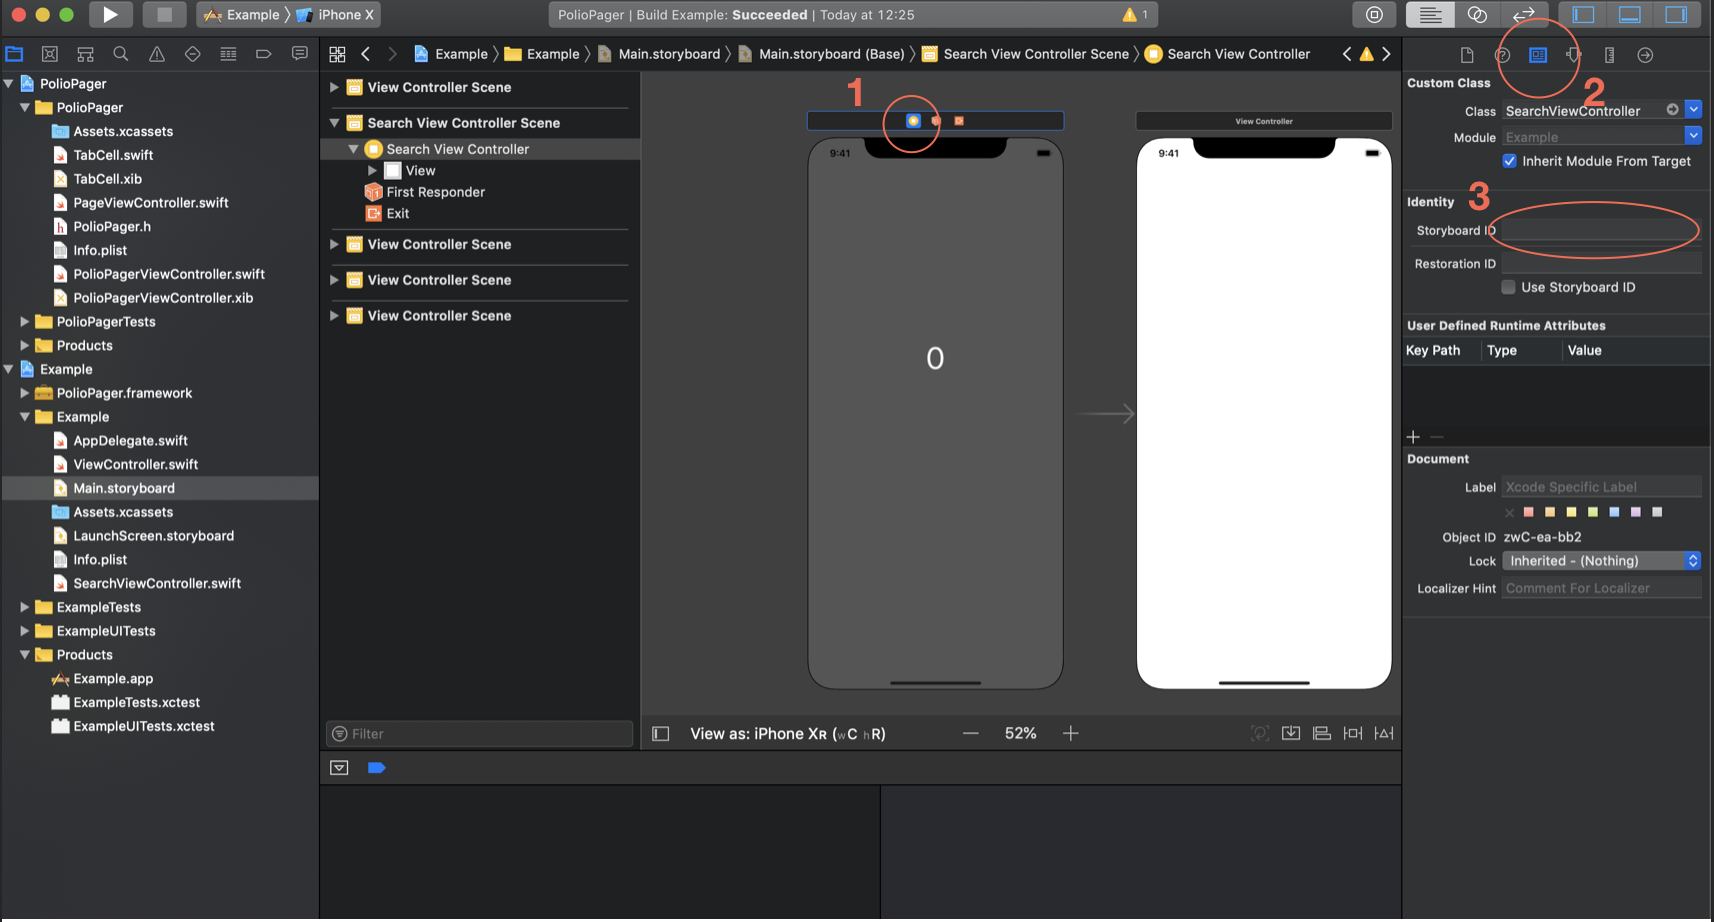 Example 〉 iPhone X
PolioPager | Build Example: Succeeded | Today at 12:25
1
Example 〉 Example 〉 Main.storyboard 〉 Main.storyboard (Base) 〉 Search View Controller Scene 〉 Search View Controller
PolioPager
PolioPager
Assets.xcassets
TabCell.swift
TabCell.xib
PageViewController.swift
PolioPager.h
Info.plist
PolioPagerViewController.swift
PolioPagerViewController.xib
PolioPagerTests
Products
Example
PolioPager.framework
Example
AppDelegate.swift
ViewController.swift
Main.storyboard
Assets.xcassets
LaunchScreen.storyboard
Info.plist
SearchViewController.swift
ExampleTests
ExampleUITests
Products
Example.app
ExampleTests.xctest
ExampleUITests.xctest
View Controller Scene
Search View Controller Scene
Search View Controller
View
First Responder
Exit
View Controller Scene
View Controller Scene
View Controller Scene
Filter
1
9:41
0
View Controller
9:41
View as: iPhone XR (wC hR)
52%
2
Custom Class
Class SearchViewController
Module Example
Inherit Module From Target
3
Identity
Storyboard ID
Restoration ID
Use Storyboard ID
User Defined Runtime Attributes
Key Path Type Value
Document
Label Xcode Specific Label
Object ID zwC-ea-bb2
Lock Inherited - (Nothing)
Localizer Hint Comment For Localizer